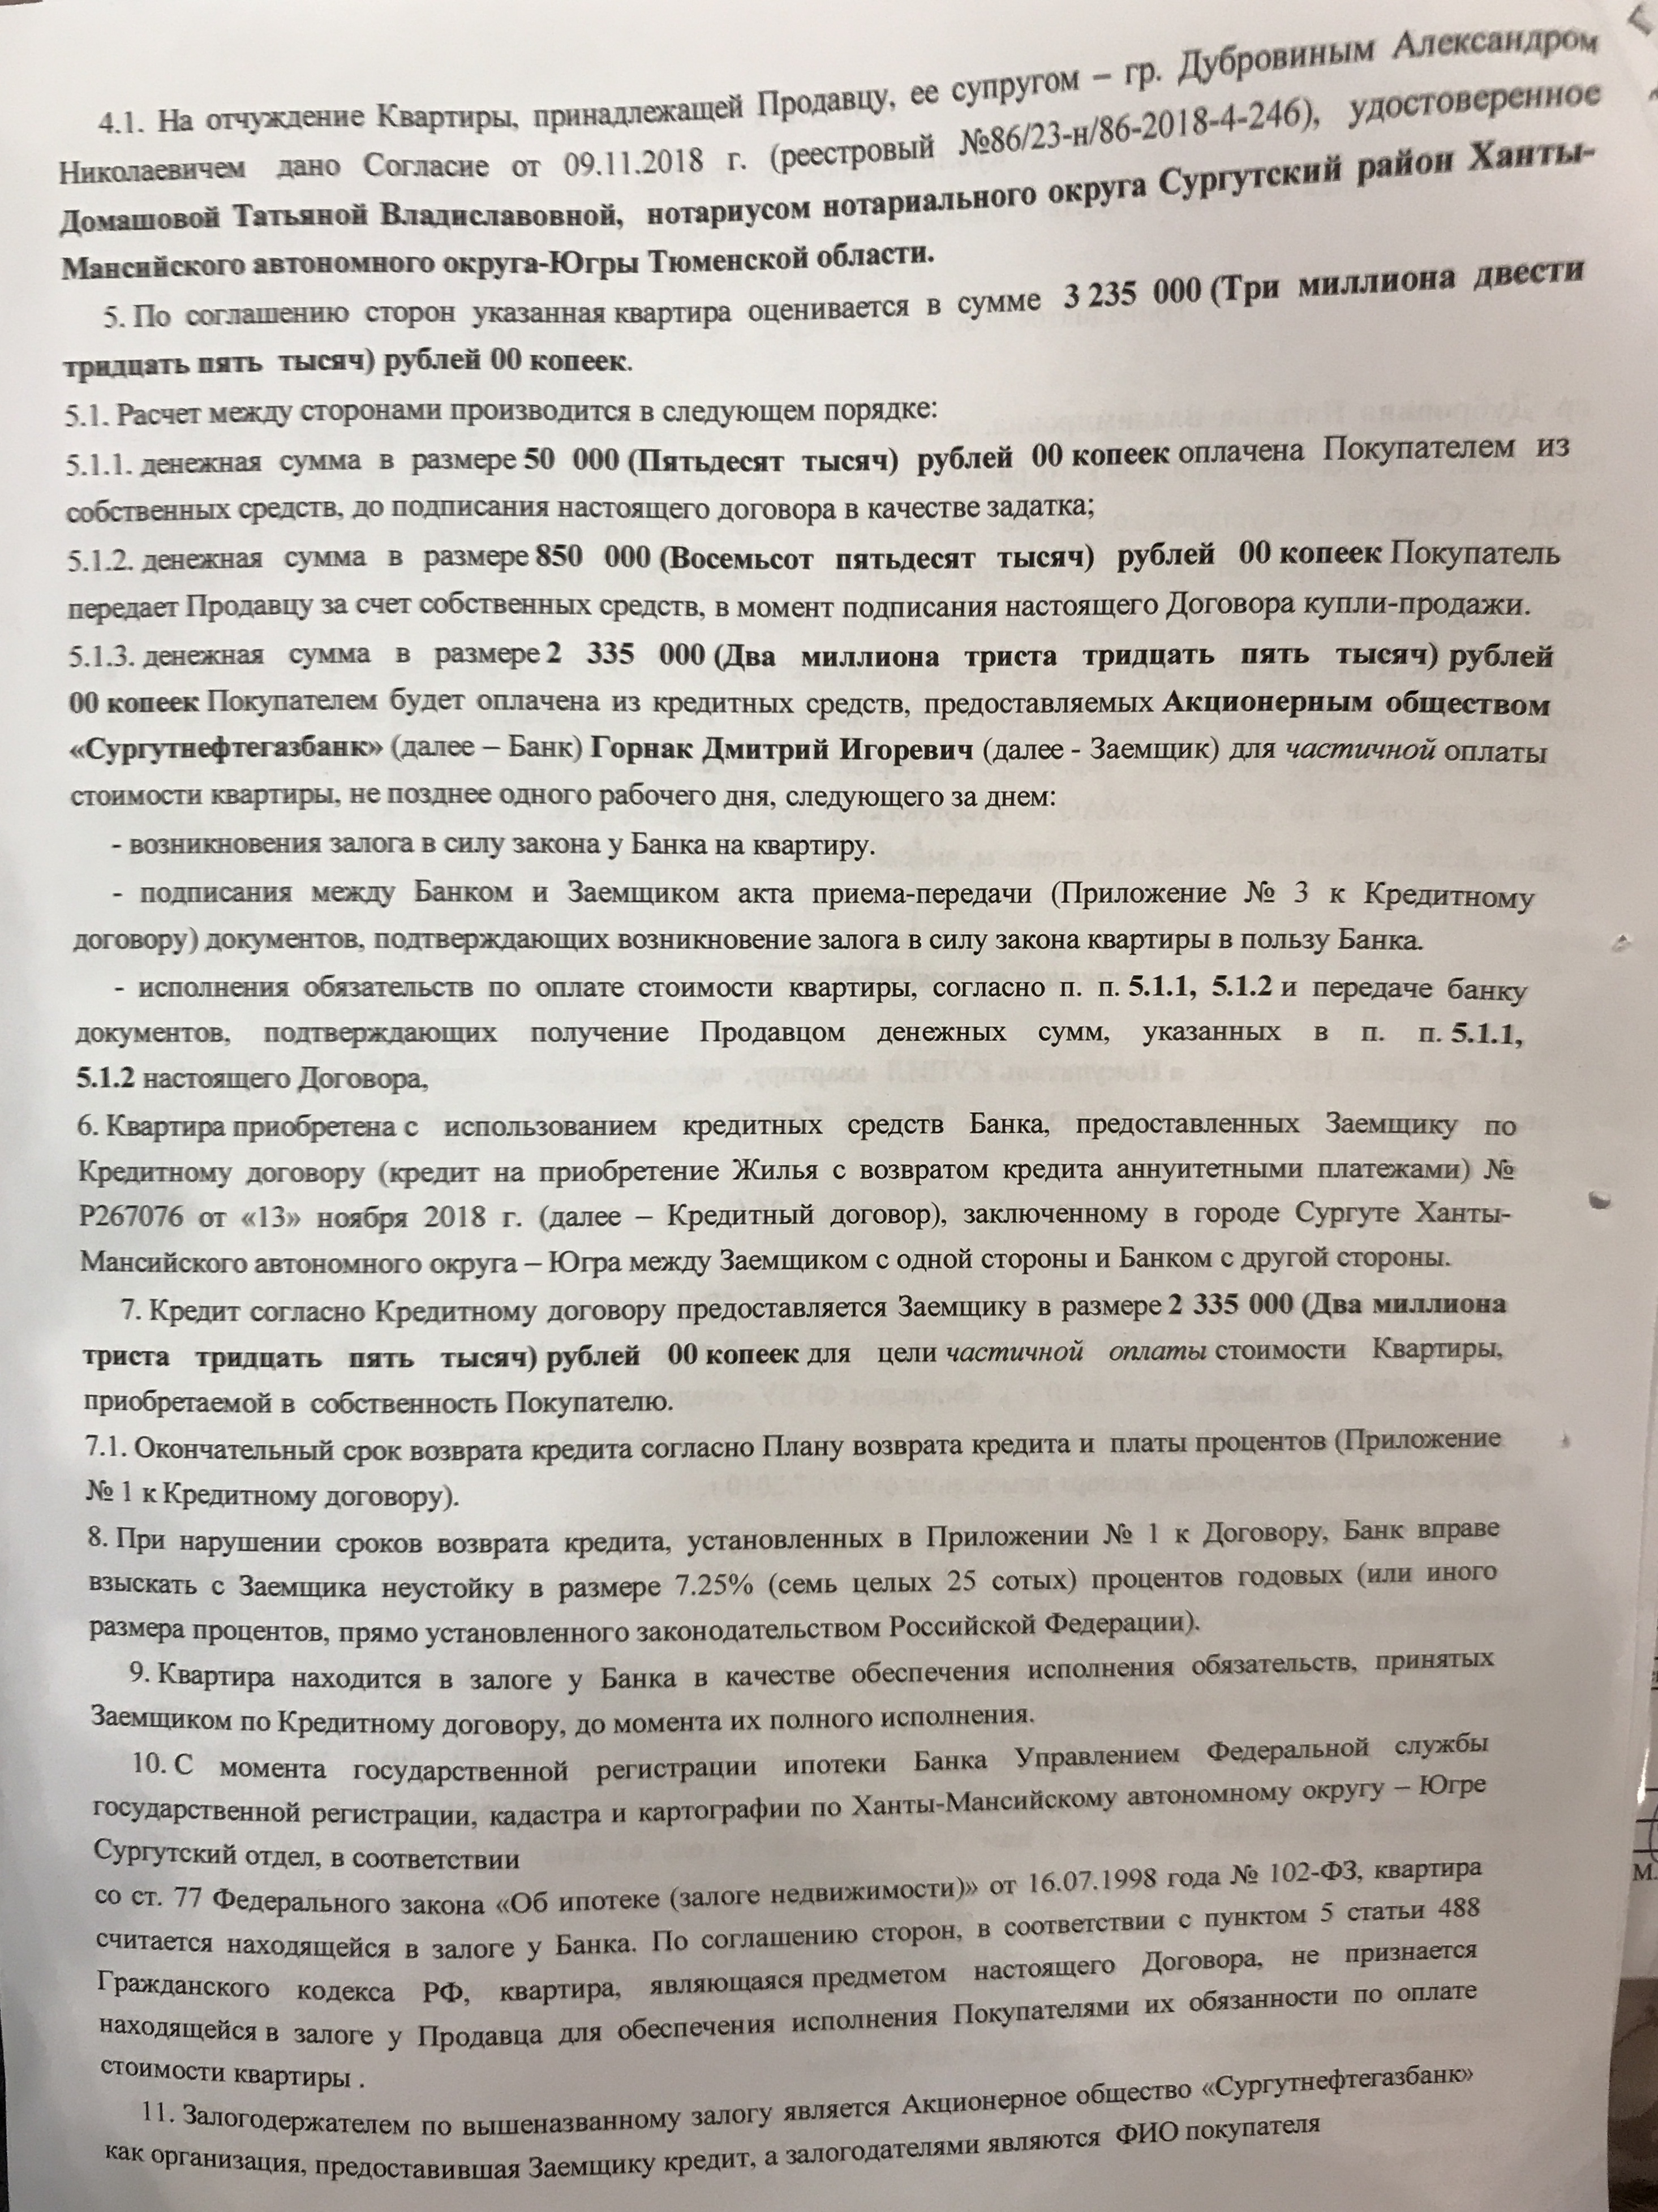 4.1. На отчуждение Квартиры, принадлежащей Продавцу, ее супругом – гр. Дубровиным Александром
Николаевичем дано Согласие от 09.11.2018 г. (реестровый №86/23-н/86-2018-4-246), удостоверенное
Домашовой Татьяной Владиславовной, нотариусом нотариального округа Сургутский район Ханты-
Мансийского автономного округа-Югры Тюменской области.
5. По соглашению сторон указанная квартира оценивается в сумме 3 235 000 (Три миллиона двести
тридцать пять тысяч) рублей 00 копеек.
5.1. Расчет между сторонами производится в следующем порядке:
5.1.1. денежная сумма в размере 50 000 (Пятьдесят тысяч) рублей 00 копеек оплачена Покупателем из
собственных средств, до подписания настоящего договора в качестве задатка;
5.1.2. денежная сумма в размере 850 000 (Восемьсот пятьдесят тысяч) рублей 00 копеек Покупатель
передает Продавцу за счет собственных средств, в момент подписания настоящего Договора купли-продажи.
5.1.3. денежная сумма в размере 2 335 000 (Два миллиона триста тридцать пять тысяч) рублей
00 копеек Покупателем будет оплачена из кредитных средств, предоставляемых Акционерным обществом
«Сургутнефтегазбанк» (далее – Банк) Горнак Дмитрий Игоревич (далее - Заемщик) для частичной оплаты
стоимости квартиры, не позднее одного рабочего дня, следующего за днем:
- возникновения залога в силу закона у Банка на квартиру.
- подписания между Банком и Заемщиком акта приема-передачи (Приложение № 3 к Кредитному
договору) документов, подтверждающих возникновение залога в силу закона квартиры в пользу Банка.
- исполнения обязательств по оплате стоимости квартиры, согласно п. п. 5.1.1, 5.1.2 и передаче банку
документов, подтверждающих получение Продавцом денежных сумм, указанных в п. п. 5.1.1,
5.1.2 настоящего Договора,
6. Квартира приобретена с использованием кредитных средств Банка, предоставленных Заемщику по
Кредитному договору (кредит на приобретение Жилья с возвратом кредита аннуитетными платежами) №
Р267076 от «13» ноября 2018 г. (далее – Кредитный договор), заключенному в городе Сургуте Ханты-
Мансийского автономного округа – Югра между Заемщиком с одной стороны и Банком с другой стороны.
7. Кредит согласно Кредитному договору предоставляется Заемщику в размере 2 335 000 (Два миллиона
триста тридцать пять тысяч) рублей 00 копеек для цели частичной оплаты стоимости Квартиры,
приобретаемой в собственность Покупателю.
7.1. Окончательный срок возврата кредита согласно Плану возврата кредита и платы процентов (Приложение
№ 1 к Кредитному договору).
8. При нарушении сроков возврата кредита, установленных в Приложении № 1 к Договору, Банк вправе
взыскать с Заемщика неустойку в размере 7.25% (семь целых 25 сотых) процентов годовых (или иного
размера процентов, прямо установленного законодательством Российской Федерации).
9. Квартира находится в залоге у Банка в качестве обеспечения исполнения обязательств, принятых
Заемщиком по Кредитному договору, до момента их полного исполнения.
10. С момента государственной регистрации ипотеки Банка Управлением Федеральной службы
государственной регистрации, кадастра и картографии по Ханты-Мансийскому автономному округу – Югре
Сургутский отдел, в соответствии
со ст. 77 Федерального закона «Об ипотеке (залоге недвижимости)» от 16.07.1998 года № 102-ФЗ, квартира
считается находящейся в залоге у Банка. По соглашению сторон, в соответствии с пунктом 5 статьи 488
Гражданского кодекса РФ, квартира, являющаяся предметом настоящего Договора, не признается
находящейся в залоге у Продавца для обеспечения исполнения Покупателями их обязанности по оплате
стоимости квартиры .
11. Залогодержателем по вышеназванному залогу является Акционерное общество «Сургутнефтегазбанк»
как организация, предоставившая Заемщику кредит, а залогодателями являются ФИО покупателя